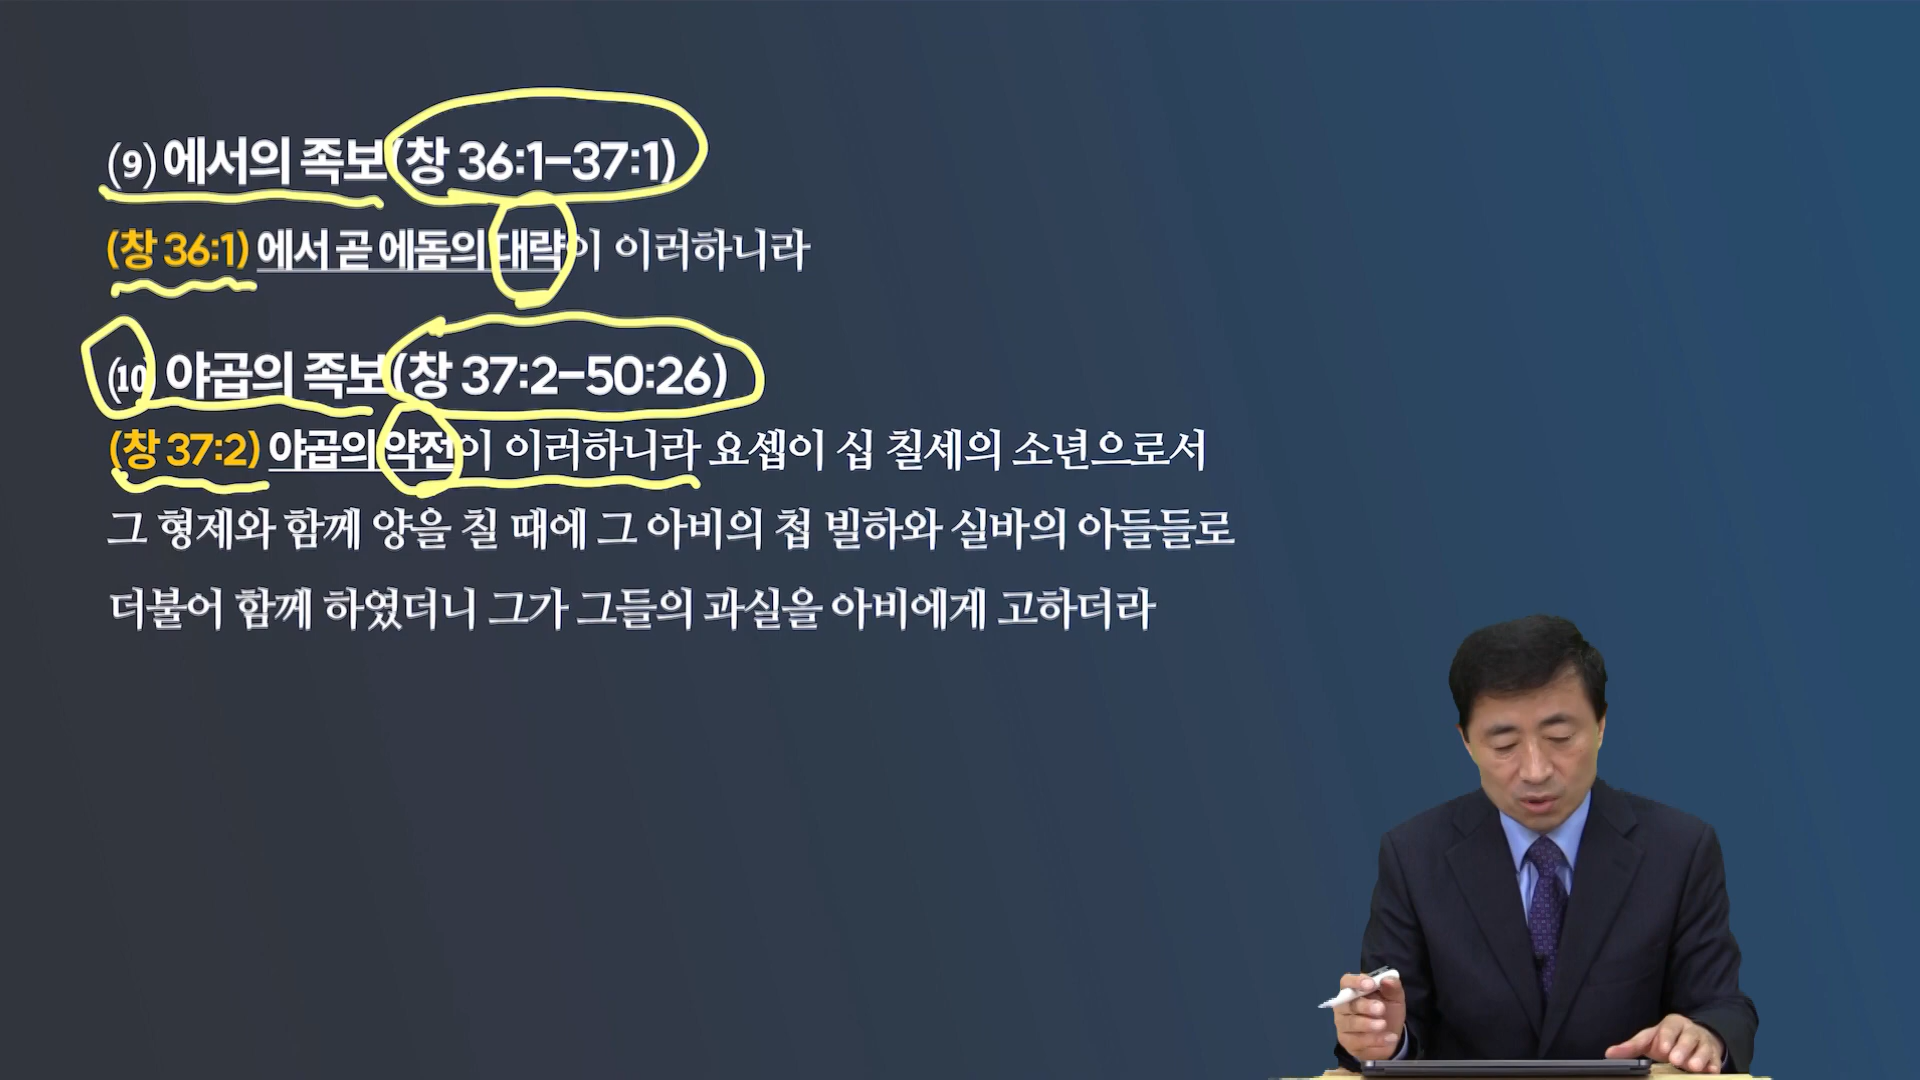 (9) 에서의 족보(창 36:1-37:1)
(창 36:1) 에서 곧 에돔의 대략이 이러하니라
(10) 야곱의 족보(창 37:2-50:26)
(창 37:2) 야곱의 약전이 이러하니라 요셉이 십 칠세의 소년으로서
그 형제와 함께 양을 칠 때에 그 아비의 첩 빌하와 실바의 아들들로
더불어 함께 하였더니 그가 그들의 과실을 아비에게 고하더라